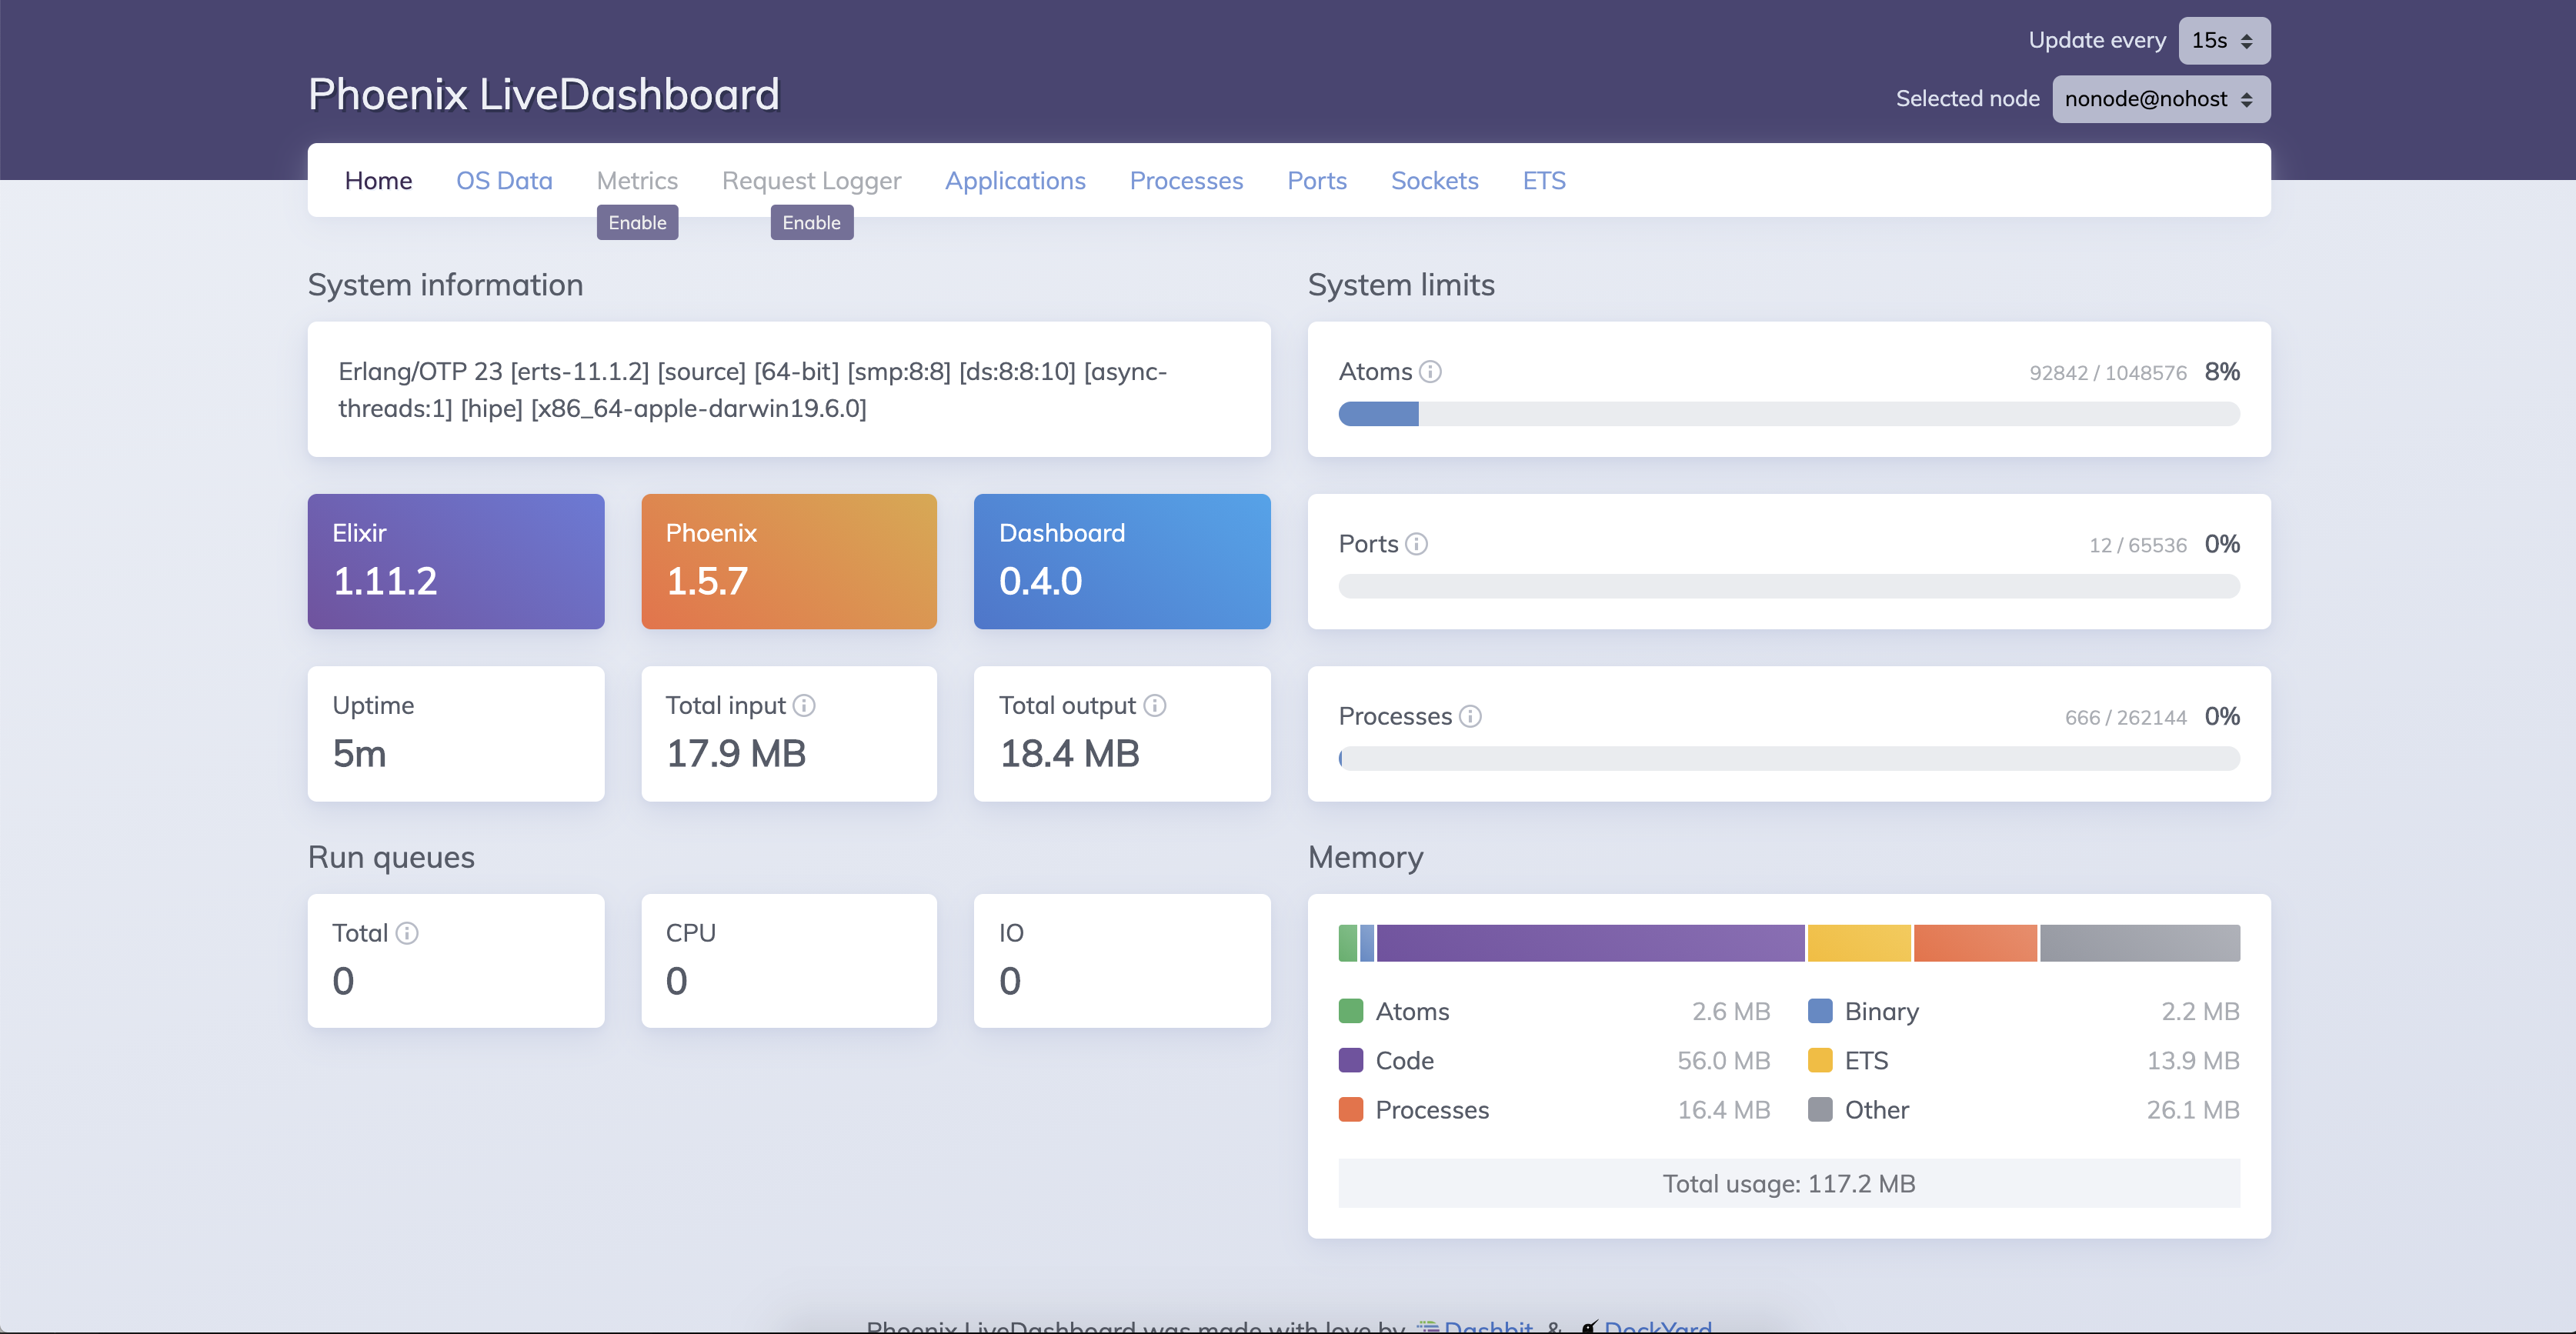 Update every 15s
Phoenix LiveDashboard
Selected node nonode@nohost
Home OS Data Metrics Request Logger Applications Processes Ports Sockets ETS
Enable Enable
System information
Erlang/OTP 23 [erts-11.1.2] [source] [64-bit] [smp:8:8] [ds:8:8:10] [async-
threads:1] [hipe] [x86_64-apple-darwin19.6.0]
Elixir
1.11.2
Phoenix
1.5.7
Dashboard
0.4.0
Uptime
5m
Total input
17.9 MB
Total output
18.4 MB
Run queues
Total
0
CPU
0
IO
0
System limits
Atoms 92842 / 1048576 8%
Ports 12 / 65536 0%
Processes 666 / 262144 0%
Memory
Atoms 2.6 MB Binary 2.2 MB
Code 56.0 MB ETS 13.9 MB
Processes 16.4 MB Other 26.1 MB
Total usage: 117.2 MB
Phoenix LiveDashboard was made with love by Dashbit & DockYard